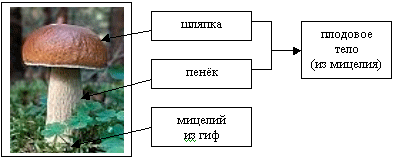 шляпка
пенёк
мицелий
из гиф
плодовое
тело
(из мицелия)